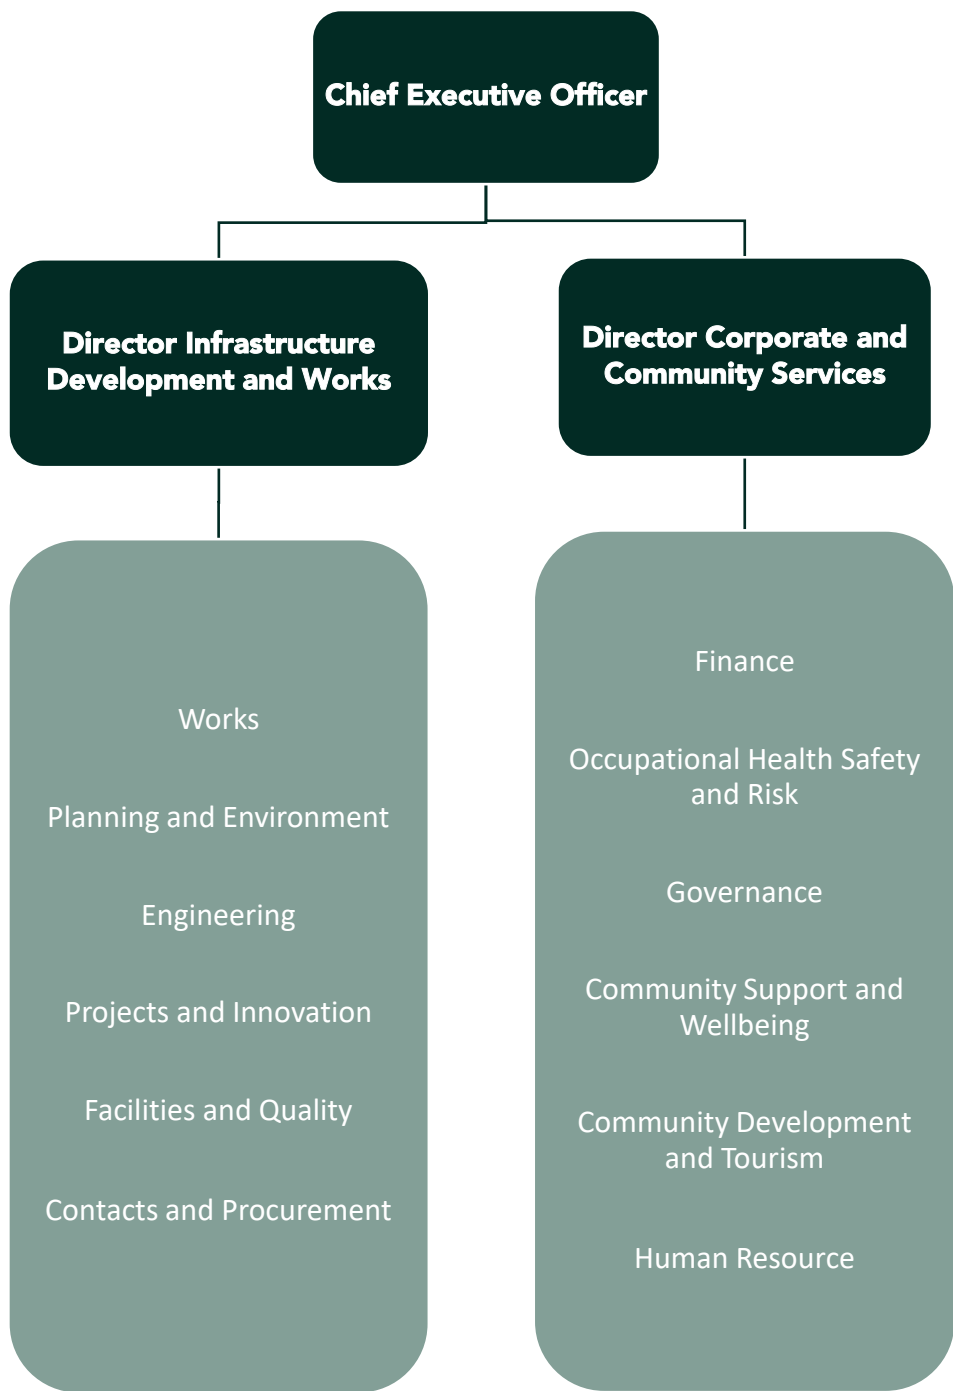 Chief Executive Officer
Director Infrastructure
Development and Works
Director Corporate and
Community Services
Works
Planning and Environment
Engineering
Projects and Innovation
Facilities and Quality
Contacts and Procurement
Finance
Occupational Health Safety
and Risk
Governance
Community Support and
Wellbeing
Community Development
and Tourism
Human Resource